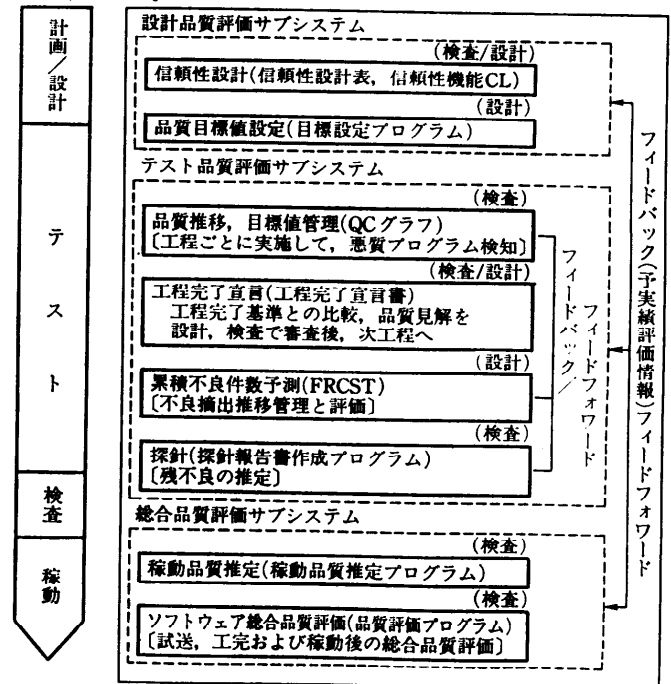 計画／設計
テスト
検査
稼動
設計品質評価サブシステム
(検査/設計)
信頼性設計(信頼性設計表，信頼性機能CL)
(設計)
品質目標値設定(目標設定プログラム)
テスト品質評価サブシステム
(検査)
品質推移，目標値管理(QCグラフ)
〔工程ごとに実施して，悪質プログラム検知〕
(検査/設計)
工程完了宣言(工程完了宣言書)
工程完了基準との比較，品質見解を
設計，検査で審査後，次工程へ
(設計)
累積不良件数予測(FRCST)
〔不良摘出推移管理と評価〕
(検査)
探針(探針報告書作成プログラム)
〔残不良の推定〕
フィードバック／
フィードフォワード
総合品質評価サブシステム
(検査)
稼動品質推定(稼動品質推定プログラム)
(検査)
ソフトウェア総合品質評価(品質評価プログラム)
〔試送，工完および稼動後の総合品質評価〕
フィードバック(予実績評価情報)フィードフォワード